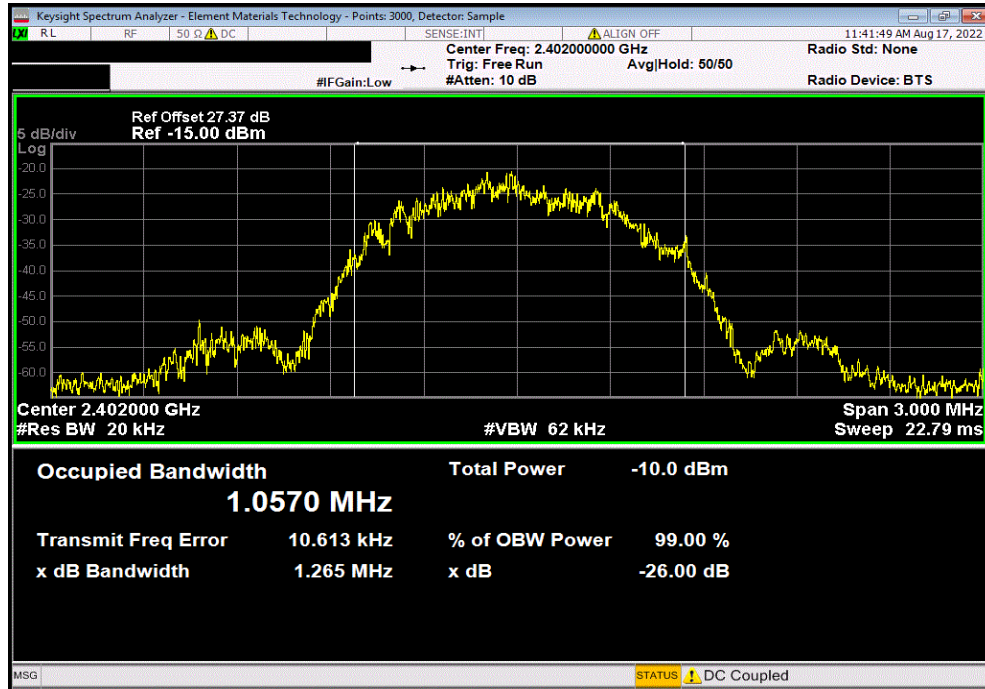 Keysight Spectrum Analyzer - Element Materials Technology - Points: 3000, Detector: Sample
LXI RL RF 50 Ω DC SENSE:INT ALIGN OFF 11:41:49 AM Aug 17, 2022
Center Freq: 2.402000000 GHz Radio Std: None
Trig: Free Run Avg|Hold: 50/50
#IFGain:Low #Atten: 10 dB Radio Device: BTS
Ref Offset 27.37 dB
5 dB/div Ref -15.00 dBm
Log
-20.0
-25.0
-30.0
-35.0
-40.0
-45.0
-50.0
-55.0
-60.0
Center 2.402000 GHz Span 3.000 MHz
#Res BW 20 kHz #VBW 62 kHz Sweep 22.79 ms
Occupied Bandwidth Total Power -10.0 dBm
1.0570 MHz
Transmit Freq Error 10.613 kHz % of OBW Power 99.00 %
x dB Bandwidth 1.265 MHz x dB -26.00 dB
MSG STATUS DC Coupled